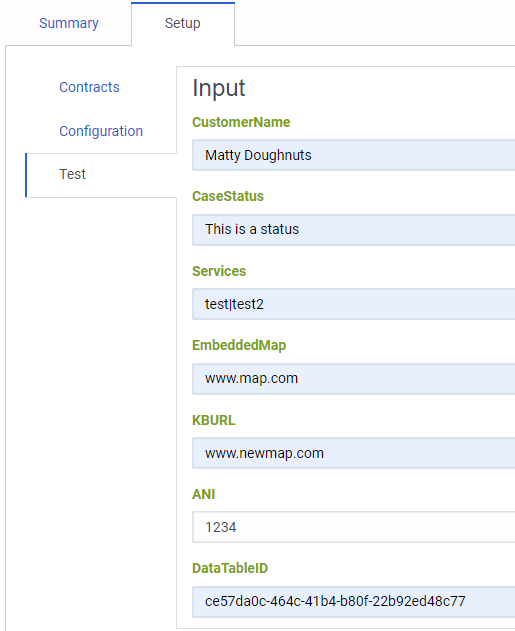 Summary
Setup
Contracts
Configuration
Test
Input
CustomerName
Matty Doughnuts
CaseStatus
This is a status
Services
test|test2
EmbeddedMap
www.map.com
KBURL
www.newmap.com
ANI
1234
DataTableID
ce57da0c-464c-41b4-b80f-22b92ed48c77